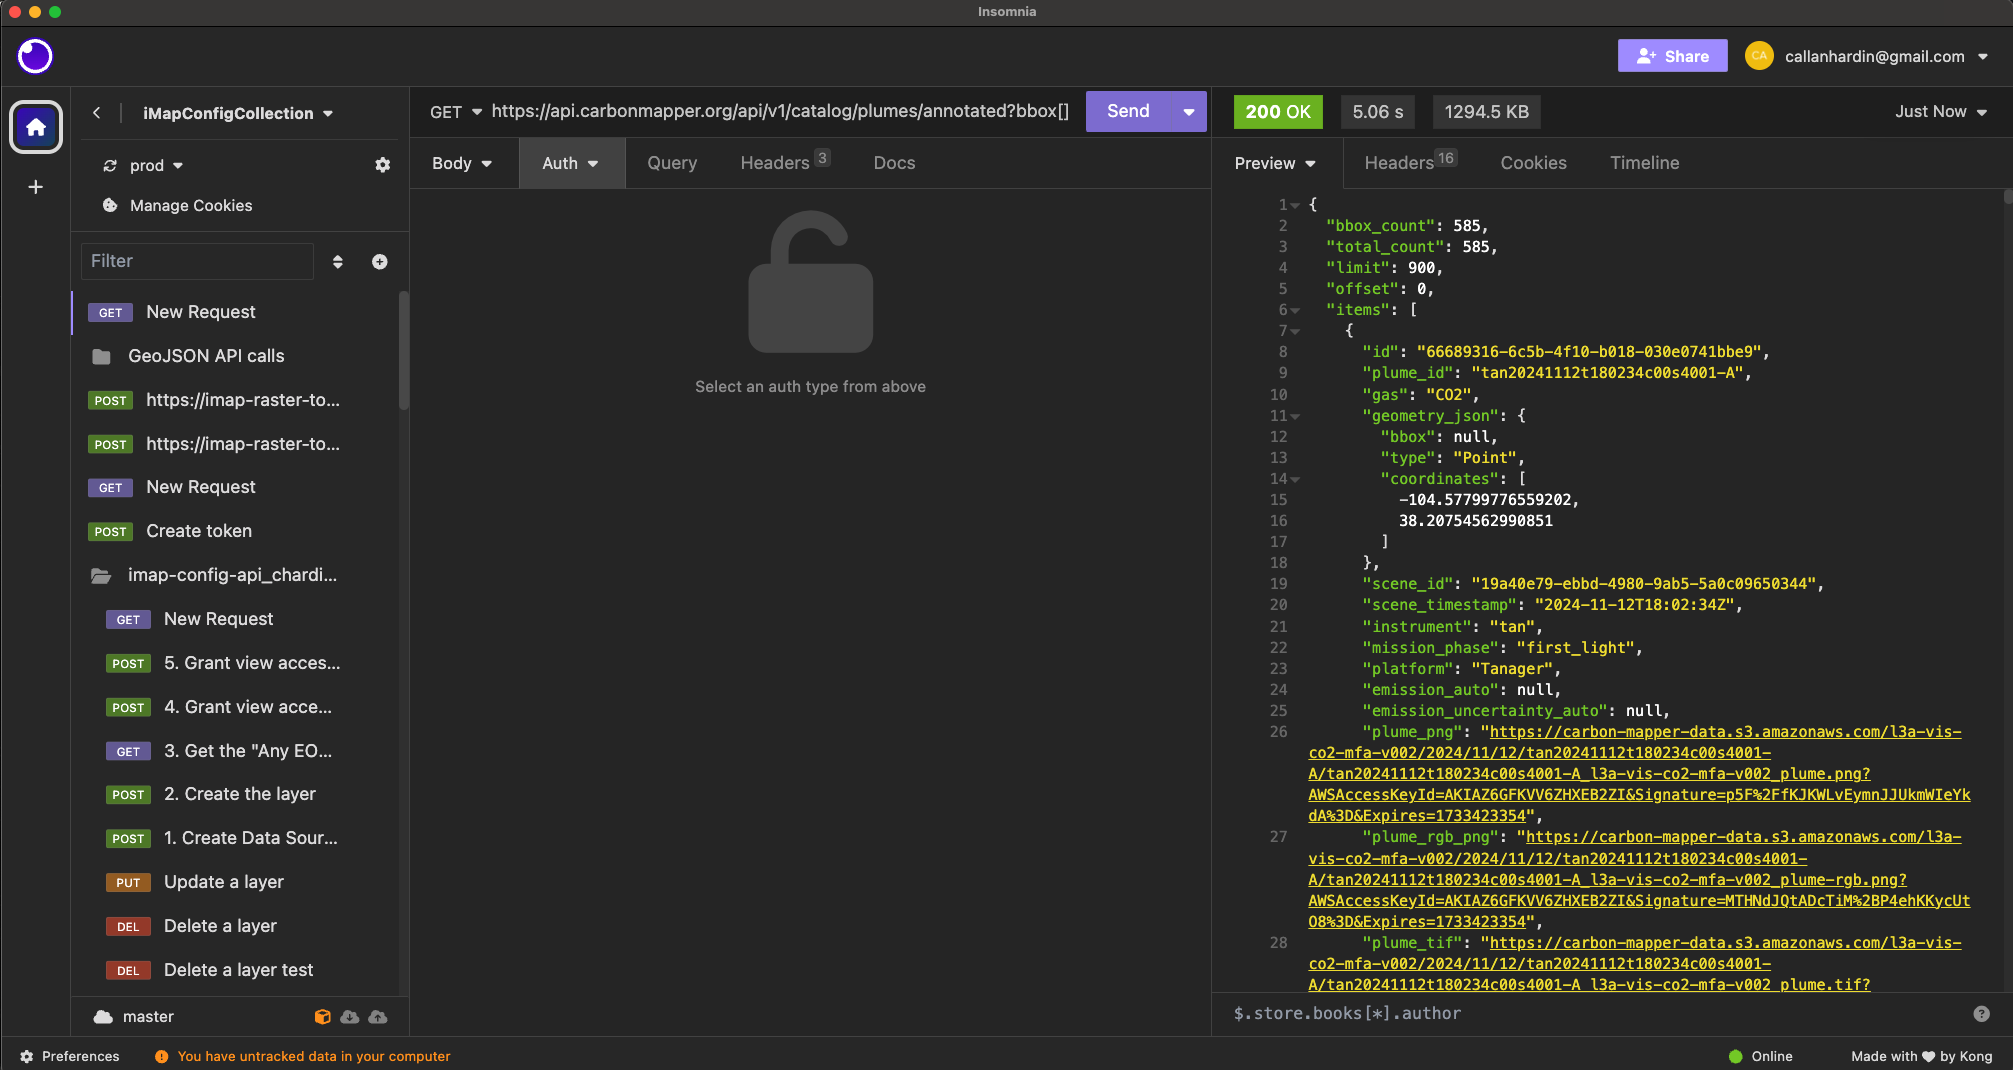 Insomnia
Share
CA
callanhardin@gmail.com
iMapConfigCollection
GET
https://api.carbonmapper.org/api/v1/catalog/plumes/annotated?bbox[]
Send
200 OK
5.06 s
1294.5 KB
Just Now
prod
Manage Cookies
Body
Auth
Query
Headers 3
Docs
Preview
Headers 16
Cookies
Timeline
Filter
GET New Request
GeoJSON API calls
POST https://imap-raster-to...
POST https://imap-raster-to...
GET New Request
POST Create token
imap-config-api_chardi...
GET New Request
POST 5. Grant view acces...
POST 4. Grant view acce...
GET 3. Get the "Any EO...
POST 2. Create the layer
POST 1. Create Data Sour...
PUT Update a layer
DEL Delete a layer
DEL Delete a layer test
master
Select an auth type from above
1 {
2 "bbox_count": 585,
3 "total_count": 585,
4 "limit": 900,
5 "offset": 0,
6 "items": [
7 {
8 "id": "66689316-6c5b-4f10-b018-030e0741bbe9",
9 "plume_id": "tan20241112t180234c00s4001-A",
10 "gas": "CO2",
11 "geometry_json": {
12 "bbox": null,
13 "type": "Point",
14 "coordinates": [
15 -104.57799776559202,
16 38.20754562990851
17 ]
18 },
19 "scene_id": "19a40e79-ebbd-4980-9ab5-5a0c09650344",
20 "scene_timestamp": "2024-11-12T18:02:34Z",
21 "instrument": "tan",
22 "mission_phase": "first_light",
23 "platform": "Tanager",
24 "emission_auto": null,
25 "emission_uncertainty_auto": null,
26 "plume_png": "https://carbon-mapper-data.s3.amazonaws.com/l3a-vis-
co2-mfa-v002/2024/11/12/tan20241112t180234c00s4001-
A/tan20241112t180234c00s4001-A_l3a-vis-co2-mfa-v002_plume.png?
AWSAccessKeyId=AKIAZ6GFKVV6ZHXEB2ZI&Signature=p5F%2FfKJKWLvEymnJJUkmWIeYk
dA%3D&Expires=1733423354",
27 "plume_rgb_png": "https://carbon-mapper-data.s3.amazonaws.com/l3a-
vis-co2-mfa-v002/2024/11/12/tan20241112t180234c00s4001-
A/tan20241112t180234c00s4001-A_l3a-vis-co2-mfa-v002_plume-rgb.png?
AWSAccessKeyId=AKIAZ6GFKVV6ZHXEB2ZI&Signature=MTHNdJQtADcTiM%2BP4ehKKycUt
O8%3D&Expires=1733423354",
28 "plume_tif": "https://carbon-mapper-data.s3.amazonaws.com/l3a-vis-
co2-mfa-v002/2024/11/12/tan20241112t180234c00s4001-
A/tan20241112t180234c00s4001-A_l3a-vis-co2-mfa-v002_plume.tif?
$.store.books[*].author
Preferences
You have untracked data in your computer
Online
Made with by Kong